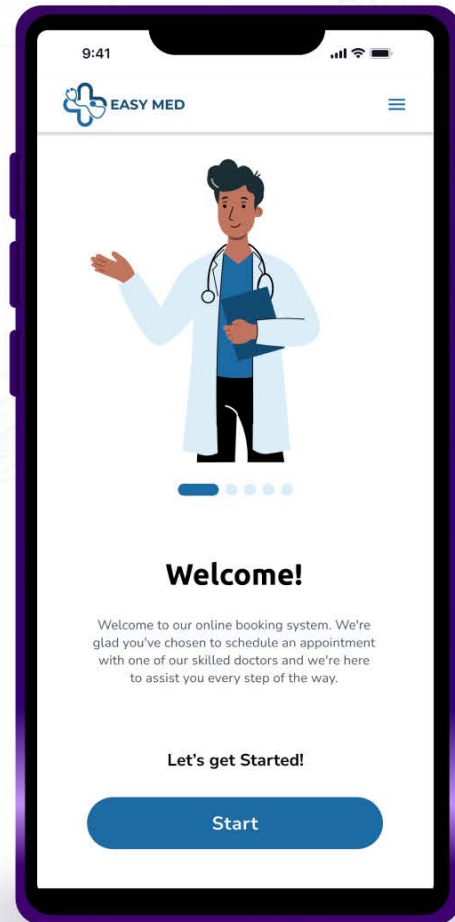 9:41
EASY MED
Welcome!
Welcome to our online booking system. We're
glad you've chosen to schedule an appointment
with one of our skilled doctors and we're here
to assist you every step of the way.
Let's get Started!
Start